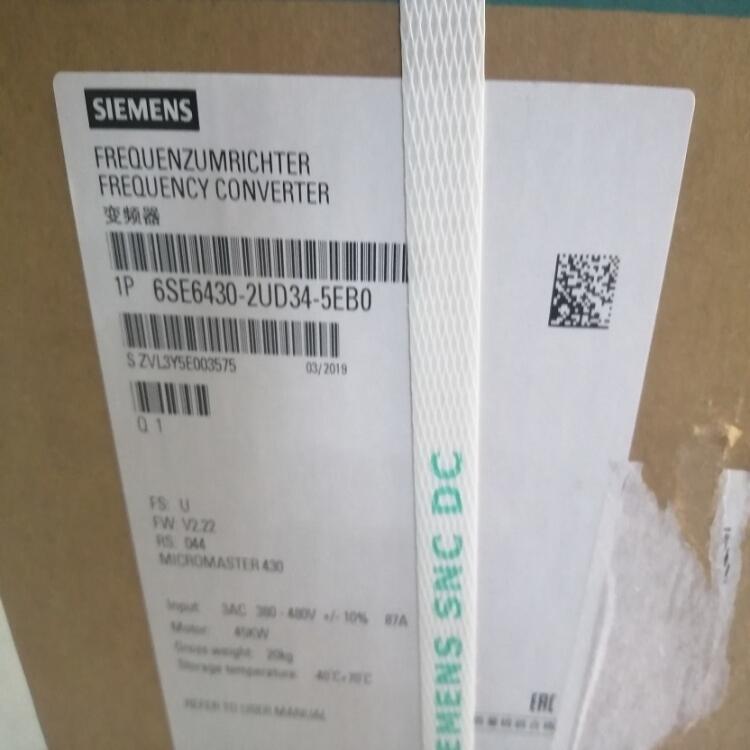 SIEMENS
FREQUENZUMRICHTER
FREQUENCY CONVERTER
变频器
1P 6SE6430-2UD34-5EB0
S ZVL3Y5E003575 03/2019
Q 1
FS: U
FW: V2.22
RS: 044
MICROMASTER 430
Input: 3AC 380 - 480V +/- 10% 87A
Motor: 45KW
Gross weight: 20kg
Storage temperature:
REFER TO USER MANUAL
EAC
EMENS SNC DC